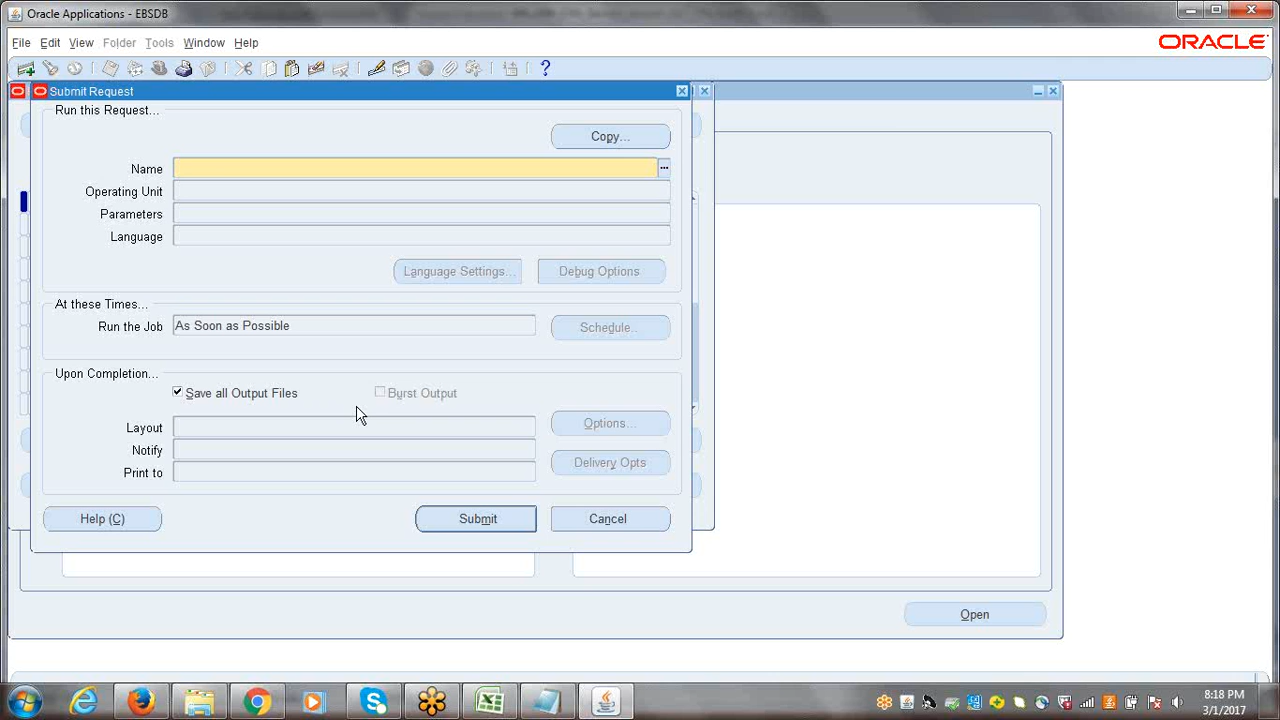 Oracle Applications - EBSDB
File Edit View Folder Tools Window Help
ORACLE
Submit Request
Run this Request...
Copy...
Name
Operating Unit
Parameters
Language
Language Settings...
Debug Options
At these Times...
Run the Job
As Soon as Possible
Schedule..
Upon Completion...
Save all Output Files
Burst Output
Layout
Options...
Notify
Delivery Opts
Print to
Help (C)
Submit
Cancel
Open
8:18 PM
3/1/2017